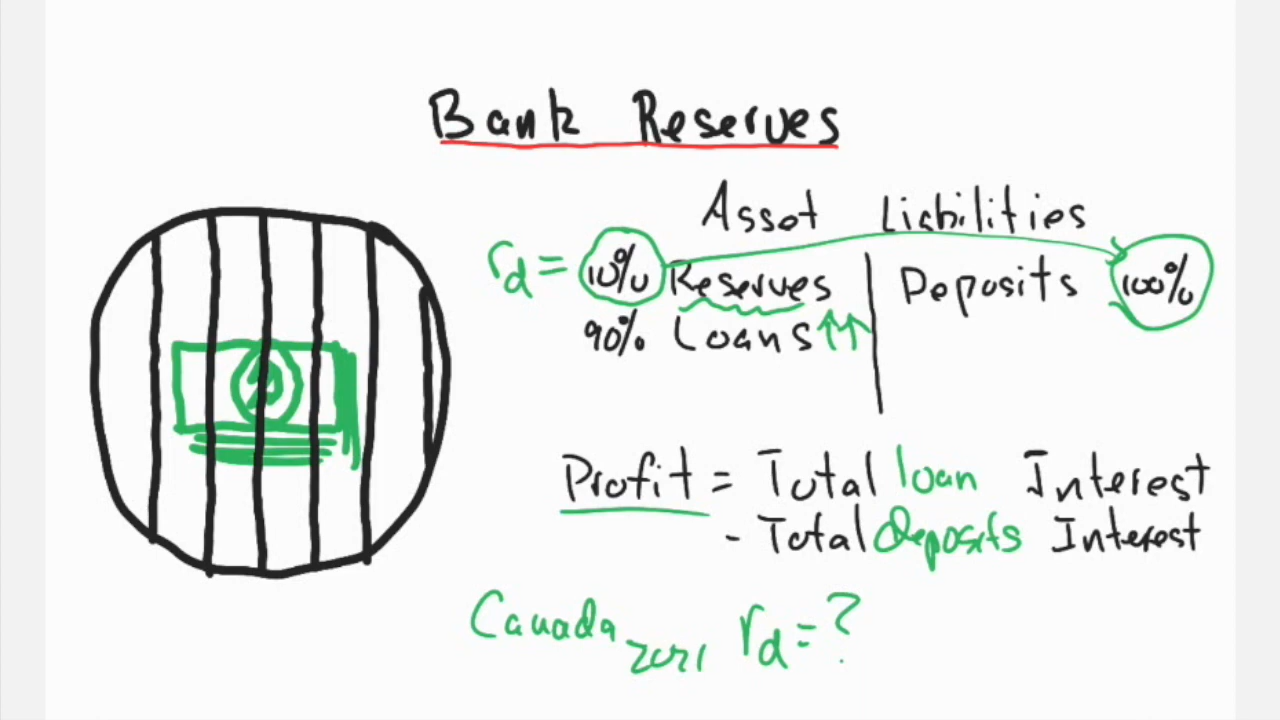 Bank Reserves
Asset Liabilities
rd = 10% Reserves Deposits 100%
90% Loans
Profit = Total loan Interest
- Total deposits Interest
Canada 2021 rd = ?